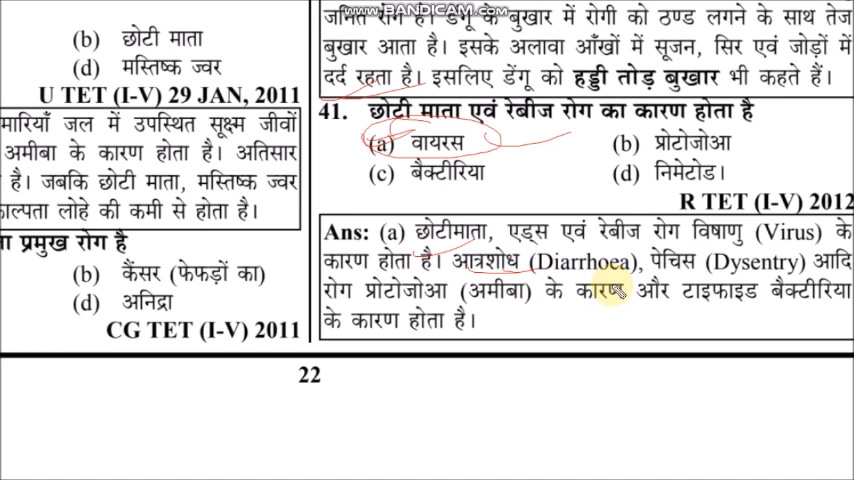 www.BANDICAM.com
(b) छोटी माता
(d) मस्तिष्क ज्वर
U TET (I-V) 29 JAN, 2011
मारियाँ जल में उपस्थित सूक्ष्म जीवों
अमीबा के कारण होता है। अतिसार
है। जबकि छोटी माता, मस्तिष्क ज्वर
ाल्पता लोहे की कमी से होता है।
ा प्रमुख रोग है
(b) कैंसर (फेफड़ों का)
(d) अनिद्रा
CG TET (I-V) 2011
जनित रोग है। डेंगू के बुखार में रोगी को ठण्ड लगने के साथ तेज
बुखार आता है। इसके अलावा आँखों में सूजन, सिर एवं जोड़ों में
दर्द रहता है। इसलिए डेंगू को हड्डी तोड़ बुखार भी कहते हैं।
41. छोटी माता एवं रेबीज रोग का कारण होता है
(a) वायरस (b) प्रोटोजोआ
(c) बैक्टीरिया (d) निमेटोड।
R TET (I-V) 2012
Ans: (a) छोटीमाता, एड्स एवं रेबीज रोग विषाणु (Virus) के
कारण होता है। आत्रशोध (Diarrhoea), पेचिस (Dysentry) आदि
रोग प्रोटोजोआ (अमीबा) के कारण और टाइफाइड बैक्टीरिया
के कारण होता है।
22